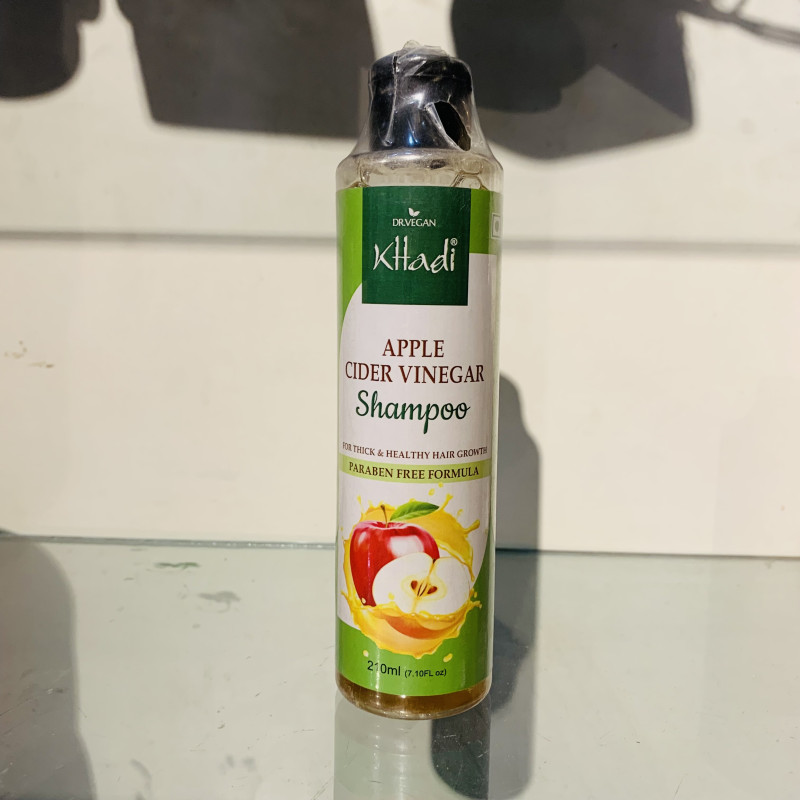 DR.VEGAN
KHadi®
APPLE
CIDER VINEGAR
Shampoo
FOR THICK & HEALTHY HAIR GROWTH
PARABEN FREE FORMULA
210ml (7.10FL oz)